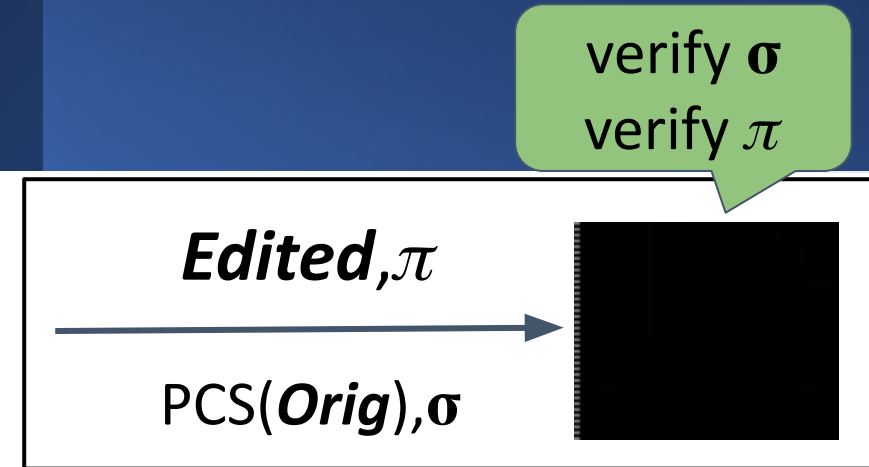 verify σ
verify π
Edited,π
PCS(Orig),σ